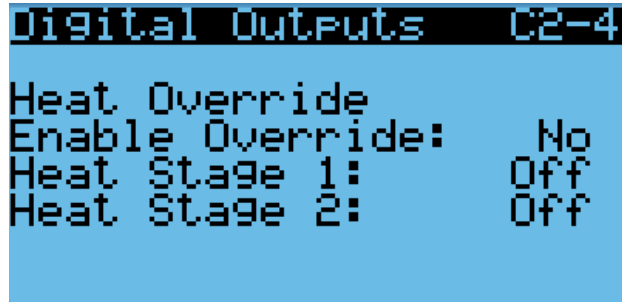 Digital Outputs C2-4
Heat Override
Enable Override: No
Heat Stage 1: Off
Heat Stage 2: Off